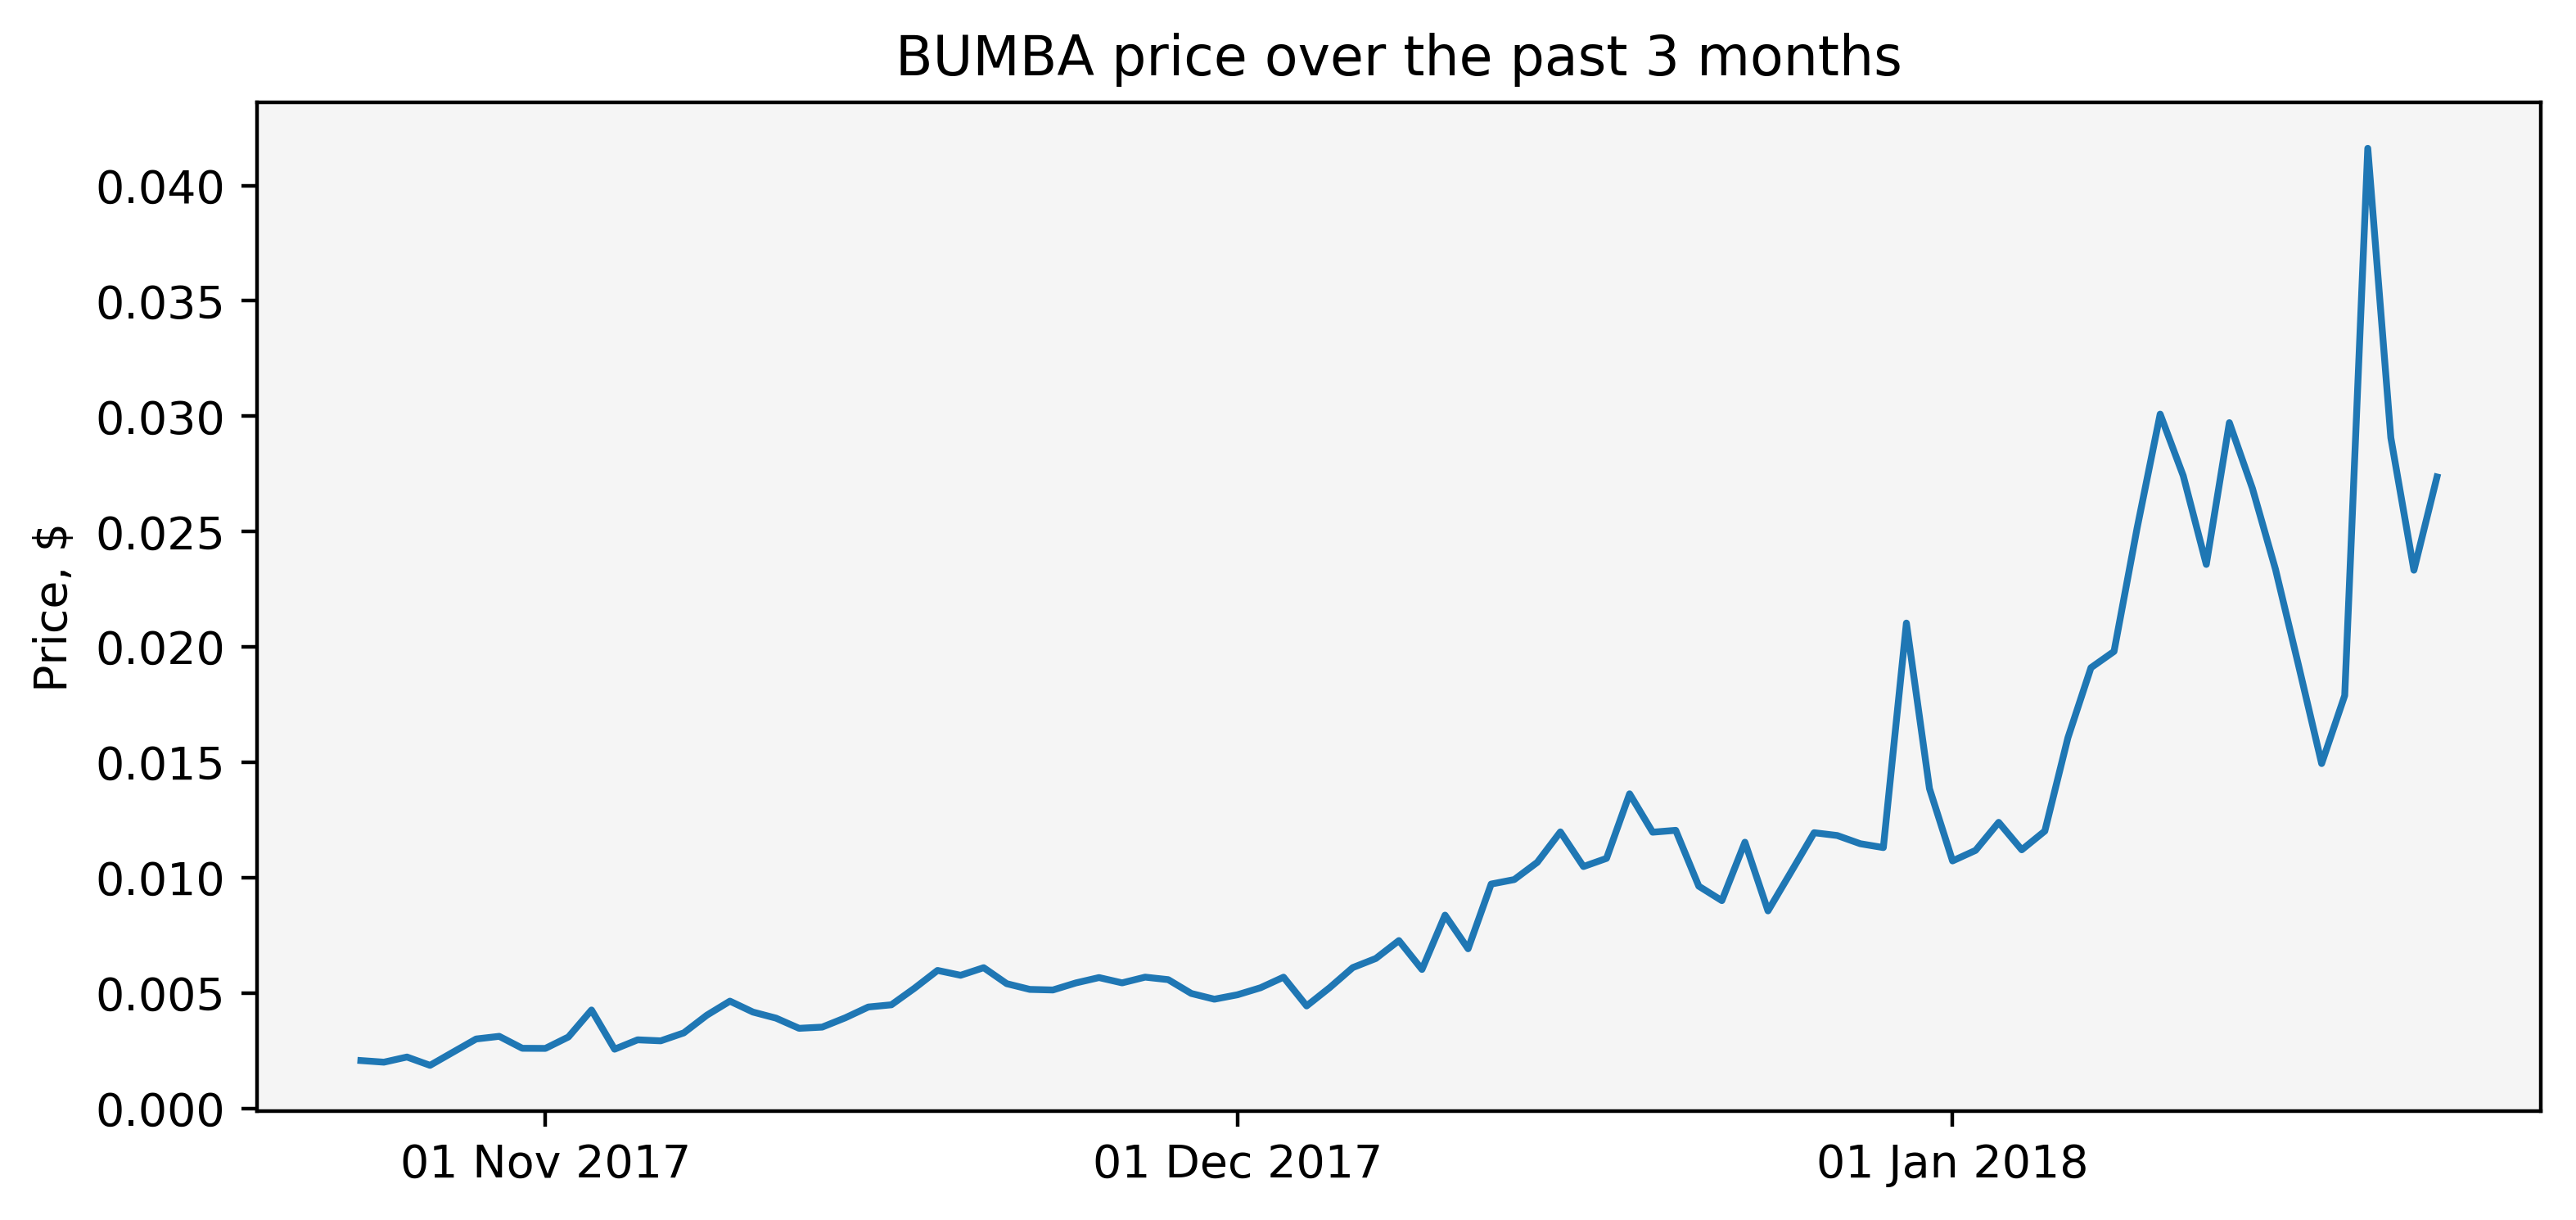 BUMBA price over the past 3 months
Price, $
0.040
0.035
0.030
0.025
0.020
0.015
0.010
0.005
0.000
01 Nov 2017
01 Dec 2017
01 Jan 2018